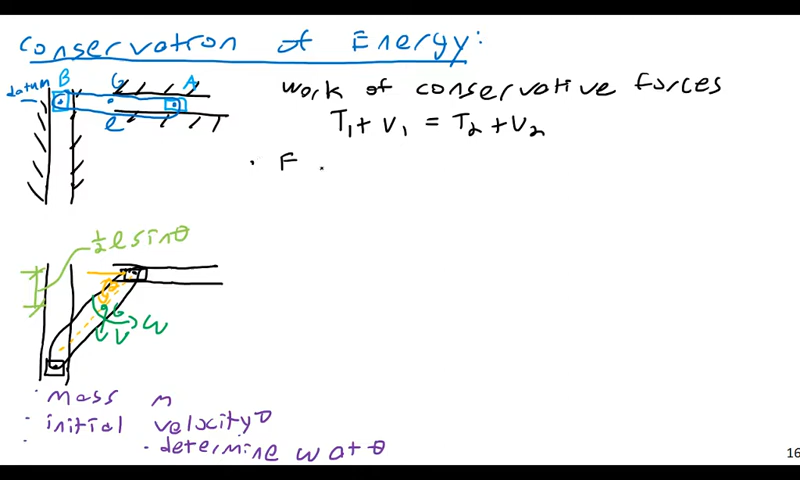 Conservation of Energy:
datum B G A
l
Work of conservative forces
T₁ + V₁ = T₂ + V₂
· F .
½ l sinθ
ω
V
· mass m
· initial velocity 0
· determine w at θ
16